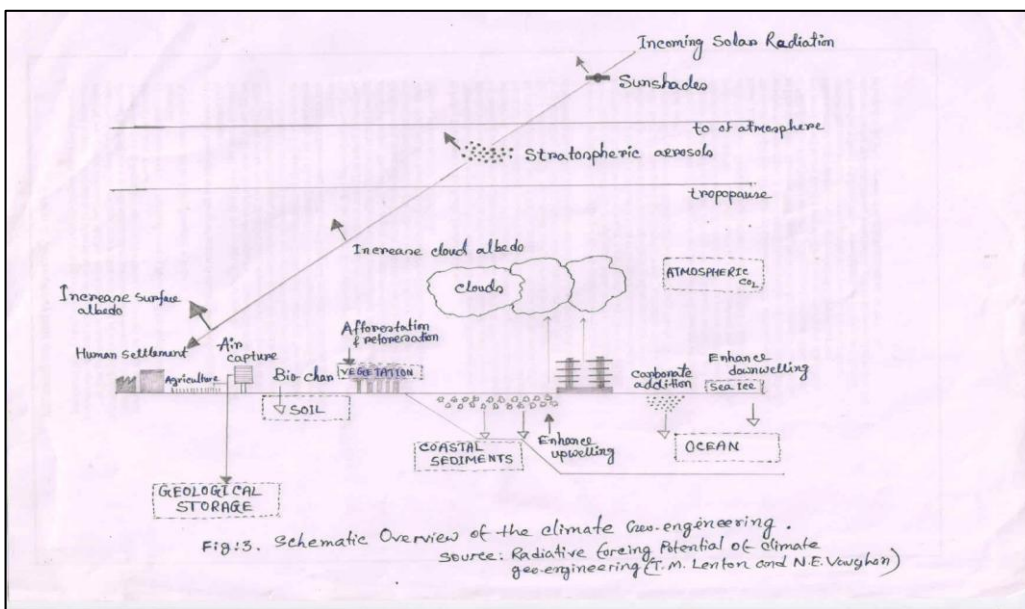 Incoming Solar Radiation
Sunshades
to of atmosphere
Stratospheric aerosols
tropopause
Increase cloud albedo
clouds
ATMOSPHERIC
CO2
Increase surface
albedo
Human Settlement
Air
capture
Agriculture
Bio-char
Afforestation
& reforestation
VEGETATION
carbonate
addition
Enhance
downwelling
Sea Ice
SOIL
COASTAL
SEDIMENTS
Enhance
upwelling
OCEAN
GEOLOGICAL
STORAGE
Fig:3. Schematic Overview of the climate Geo-engineering.
Source: Radiative forcing Potential of climate
geo-engineering (T.M. Lenton and N.E. Vaughan)